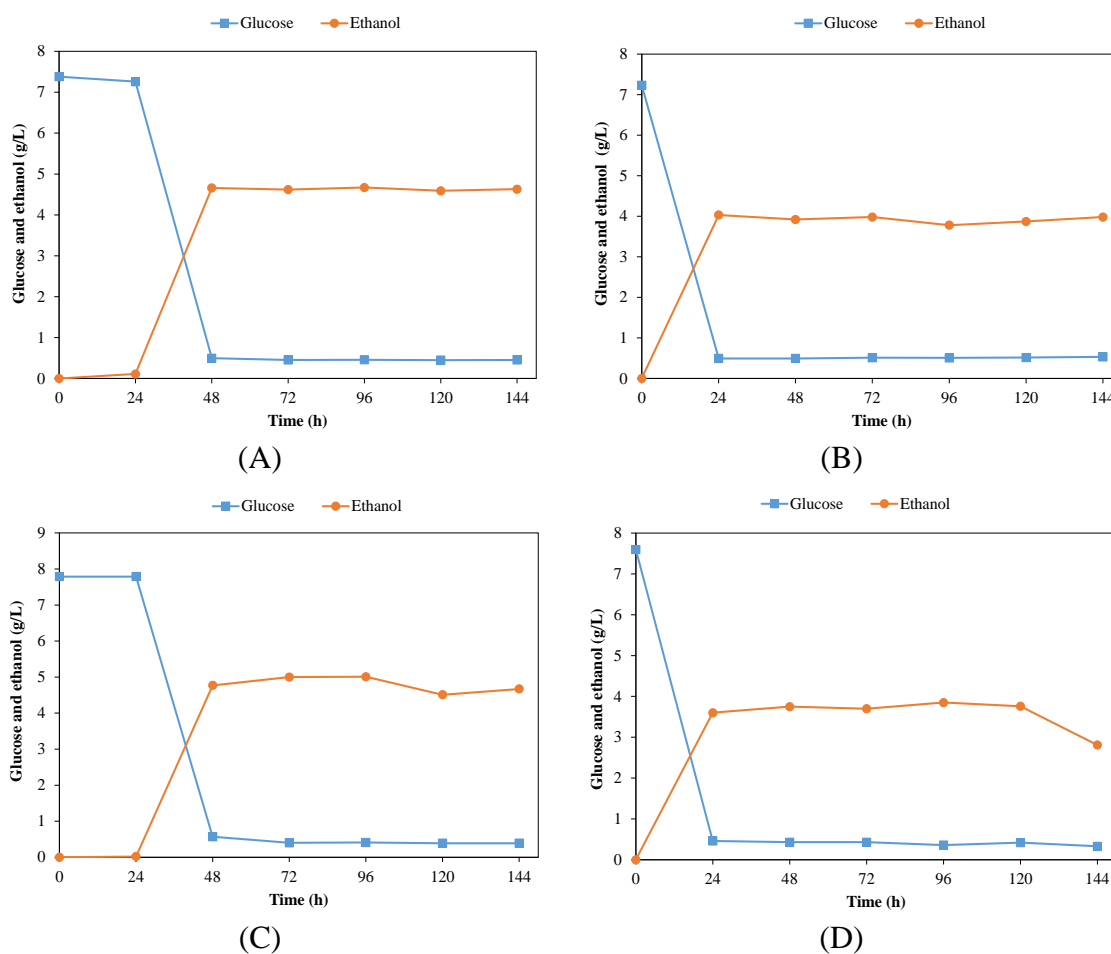 Glucose Ethanol
8
7
6
5
4
3
2
1
0
0 24 48 72 96 120 144
Glucose and ethanol (g/L)
Time (h)
(A)
Glucose Ethanol
8
7
6
5
4
3
2
1
0
0 24 48 72 96 120 144
Glucose and ethanol (g/L)
Time (h)
(B)
Glucose Ethanol
9
8
7
6
5
4
3
2
1
0
0 24 48 72 96 120 144
Glucose and ethanol (g/L)
Time (h)
(C)
Glucose Ethanol
8
7
6
5
4
3
2
1
0
0 24 48 72 96 120 144
Glucose and ethanol (g/L)
Time (h)
(D)